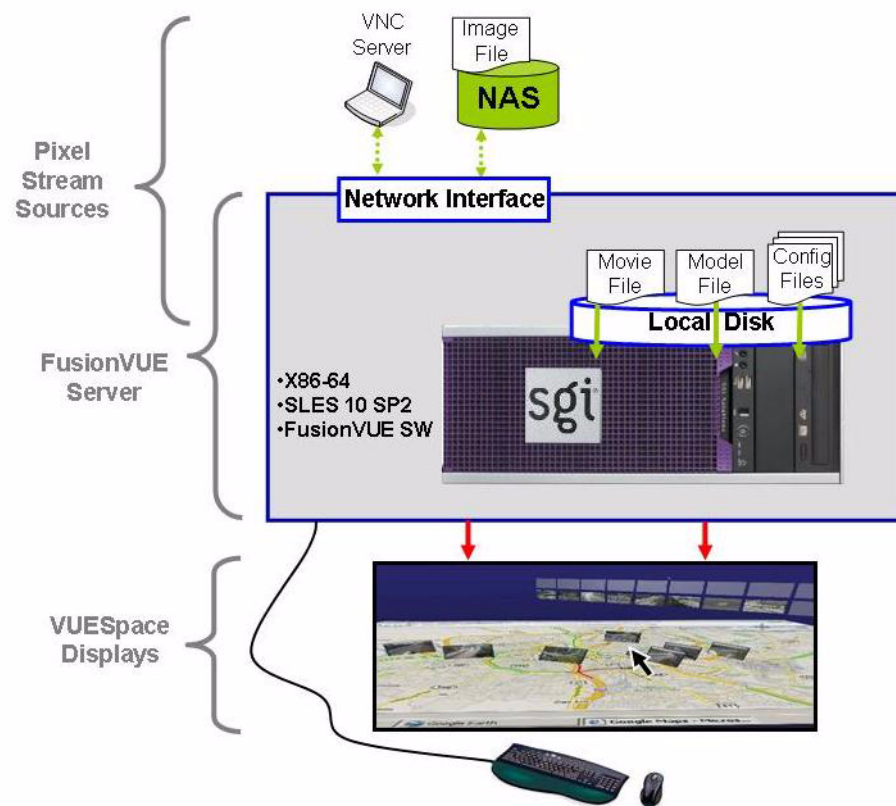 VNC
Server
Image
File
NAS
Pixel
Stream
Sources
Network Interface
Movie
File
Model
File
Config
Files
Local Disk
FusionVUE
Server
•X86-64
•SLES 10 SP2
•FusionVUE SW
sgi
VUESpace
Displays
Google Earth
Google Maps - Micros...